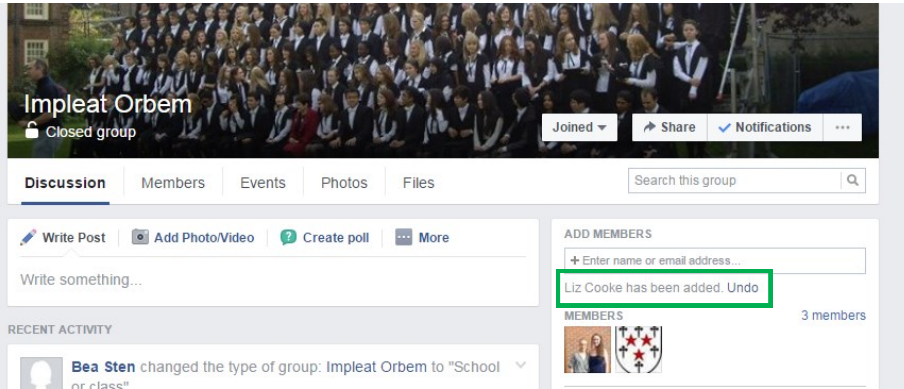 Impleat Orbem
Closed group
Joined
Share
Notifications
Discussion
Members
Events
Photos
Files
Search this group
Write Post
Add Photo/Video
Create poll
More
Write something...
ADD MEMBERS
+ Enter name or email address...
Liz Cooke has been added. Undo
MEMBERS
3 members
RECENT ACTIVITY
Bea Sten changed the type of group: Impleat Orbem to "School
or class"